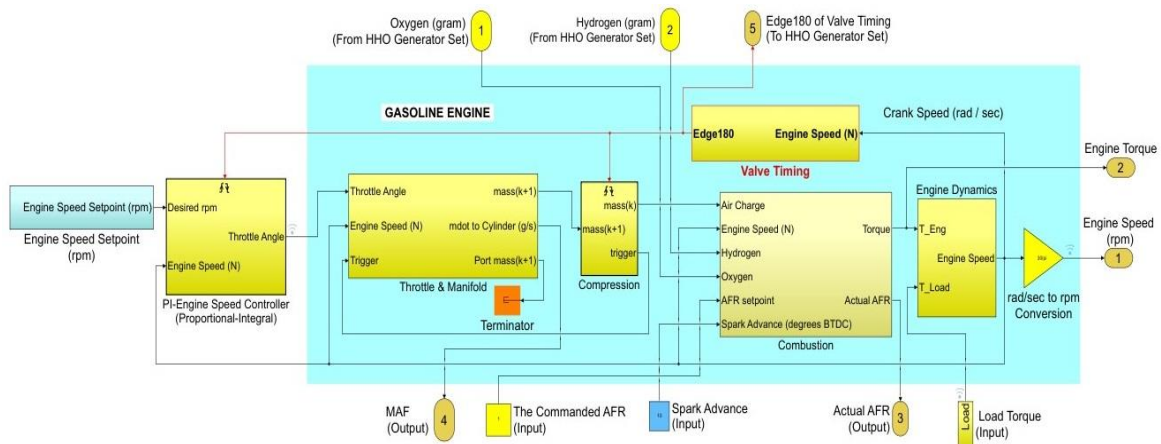 Oxygen (gram)
(From HHO Generator Set)
1
Hydrogen (gram)
(From HHO Generator Set)
2
5
Edge180 of Valve Timing
(To HHO Generator Set)
GASOLINE ENGINE
Crank Speed (rad / sec)
Edge180
Engine Speed (N)
Valve Timing
Engine Torque
2
Engine Speed Setpoint (rpm)
Engine Speed Setpoint
(rpm)
Desired rpm
Throttle Angle
Engine Speed (N)
PI-Engine Speed Controller
(Proportional-Integral)
Throttle Angle
mass(k+1)
Engine Speed (N)
mdot to Cylinder (g/s)
Trigger
Port mass(k+1)
Throttle & Manifold
Terminator
mass(k)
mass(k+1)
trigger
Compression
Air Charge
Engine Speed (N)
Torque
Hydrogen
Oxygen
AFR setpoint
Actual AFR
Spark Advance (degrees BTDC)
Combustion
Engine Dynamics
T_Eng
Engine Speed
T_Load
rad/sec to rpm
Conversion
Engine Speed
(rpm)
1
MAF
(Output)
4
The Commanded AFR
(Input)
Spark Advance
(Input)
Actual AFR
(Output)
3
Load
Load Torque
(Input)